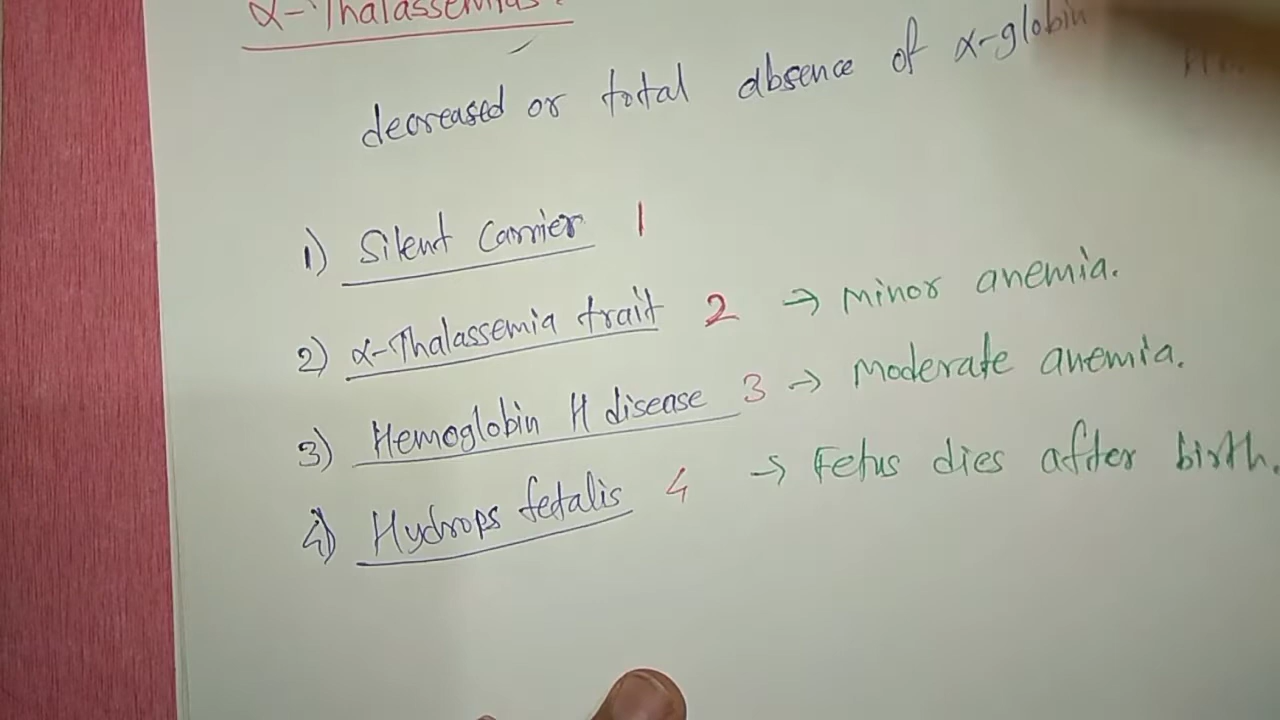 α-Thalassemias:
decreased or total absence of α-globin
1) Silent Carrier 1
2) α-Thalassemia trait 2 → Minor anemia.
3) Hemoglobin H disease 3 → Moderate anemia.
4) Hydrops fetalis 4 → Fetus dies after birth.